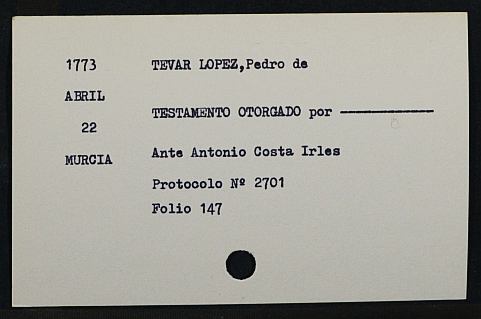 1773 TEVAR LOPEZ,Pedro de
ABRIL
TESTAMENTO OTORGADO por ————————
22
MURCIA Ante Antonio Costa Irles
Protocolo Nº 2701
Folio 147